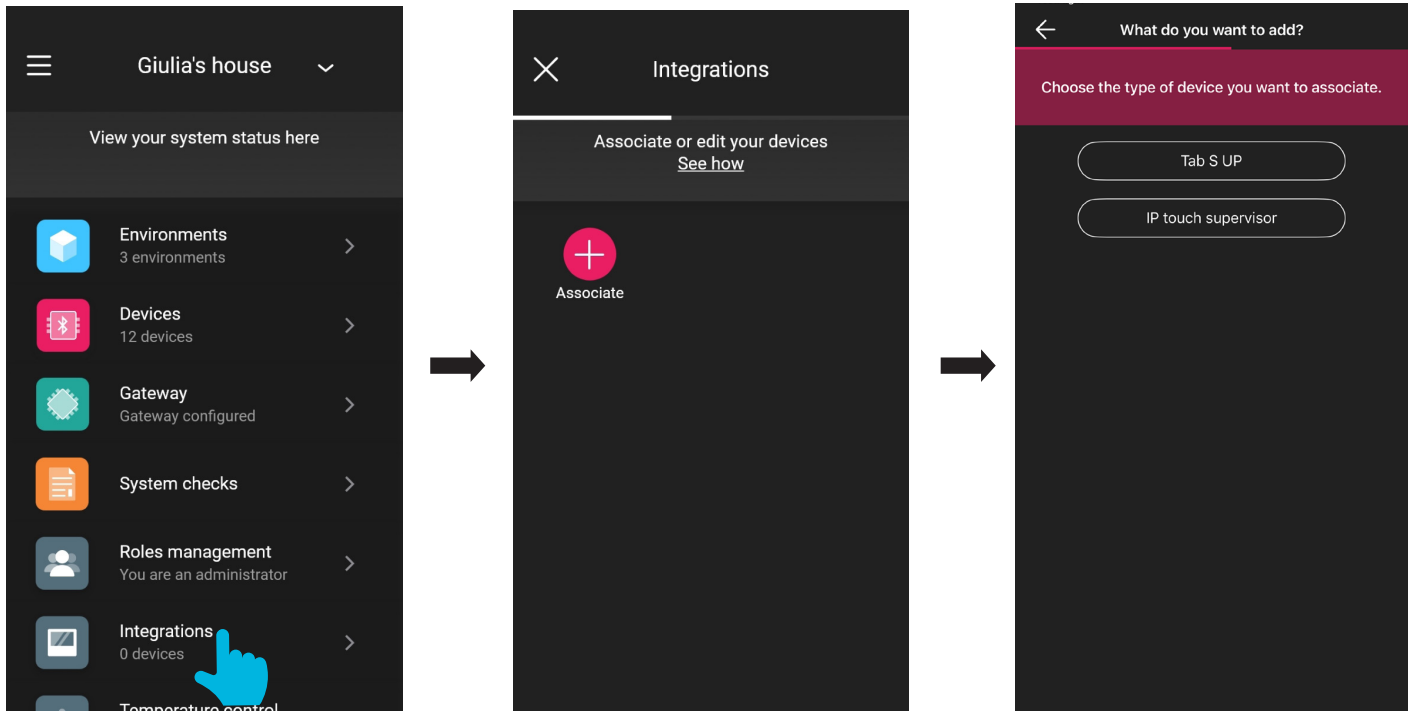 Giulia's house
View your system status here
Environments
3 environments
Devices
12 devices
Gateway
Gateway configured
System checks
Roles management
You are an administrator
Integrations
0 devices
Temperature control
Integrations
Associate or edit your devices
See how
Associate
What do you want to add?
Choose the type of device you want to associate.
Tab S UP
IP touch supervisor